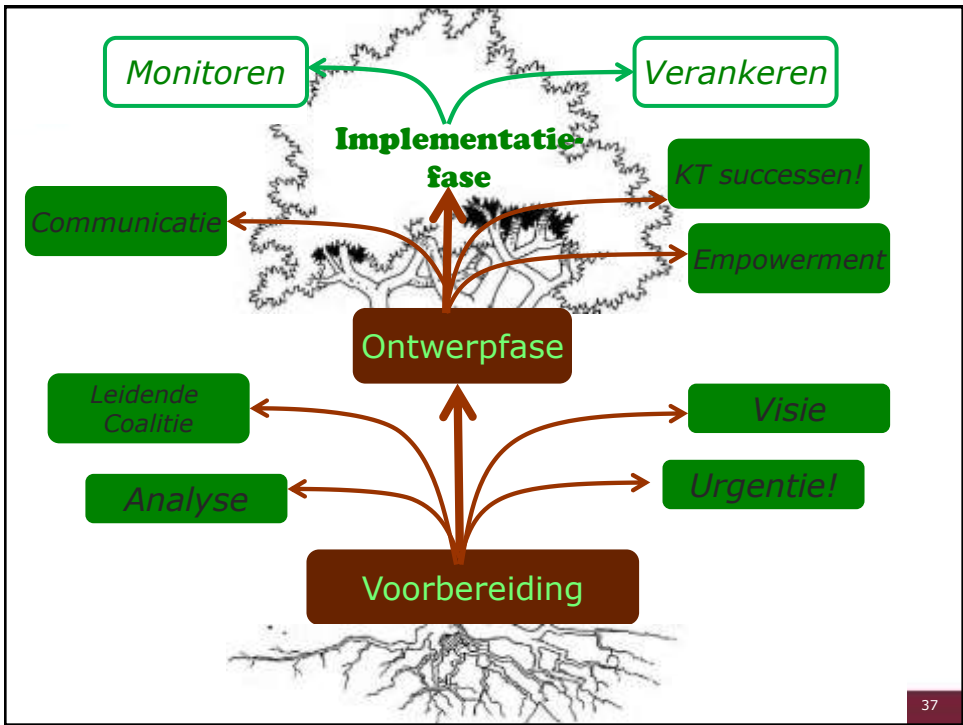 Monitoren
Verankeren
Implementatie-
fase
KT successen!
Communicatie
Empowerment
Ontwerpfase
Leidende
Coalitie
Visie
Analyse
Urgentie!
Voorbereiding
37